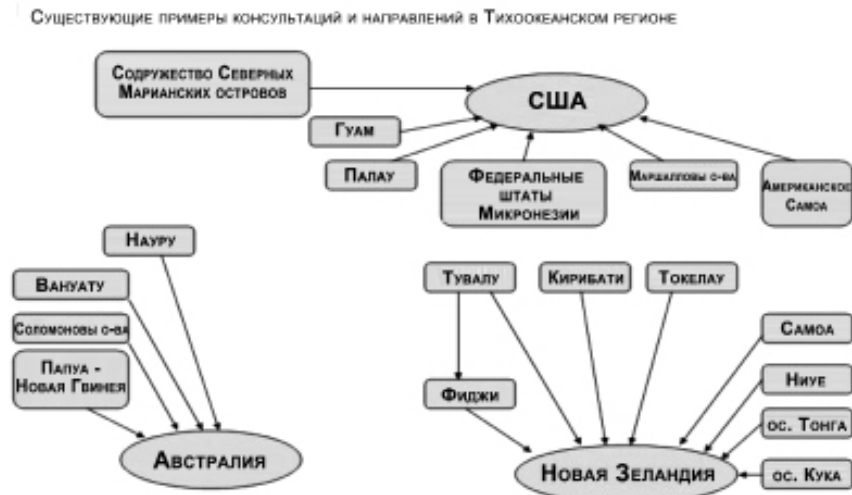 Существующие примеры консультаций и направлений в Тихоокеанском регионе
Содружество Северных
Марианских островов
США
Гуам
Палау
Федеральные
штаты
Микронезии
Маршалловы о-ва
Американское
Самоа
Науру
Вануату
Соломоновы о-ва
Папуа -
Новая Гвинея
Австралия
Тувалу
Кирибати
Токелау
Фиджи
Самоа
Ниуе
ос. Тонга
ос. Кука
Новая Зеландия